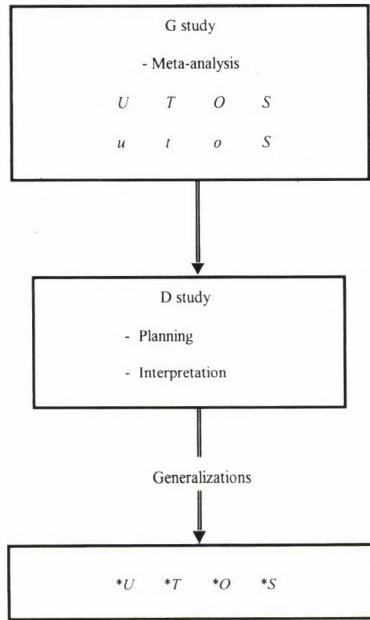 G study
- Meta-analysis
U T O S
u t o S
D study
- Planning
- Interpretation
Generalizations
*U *T *O *S